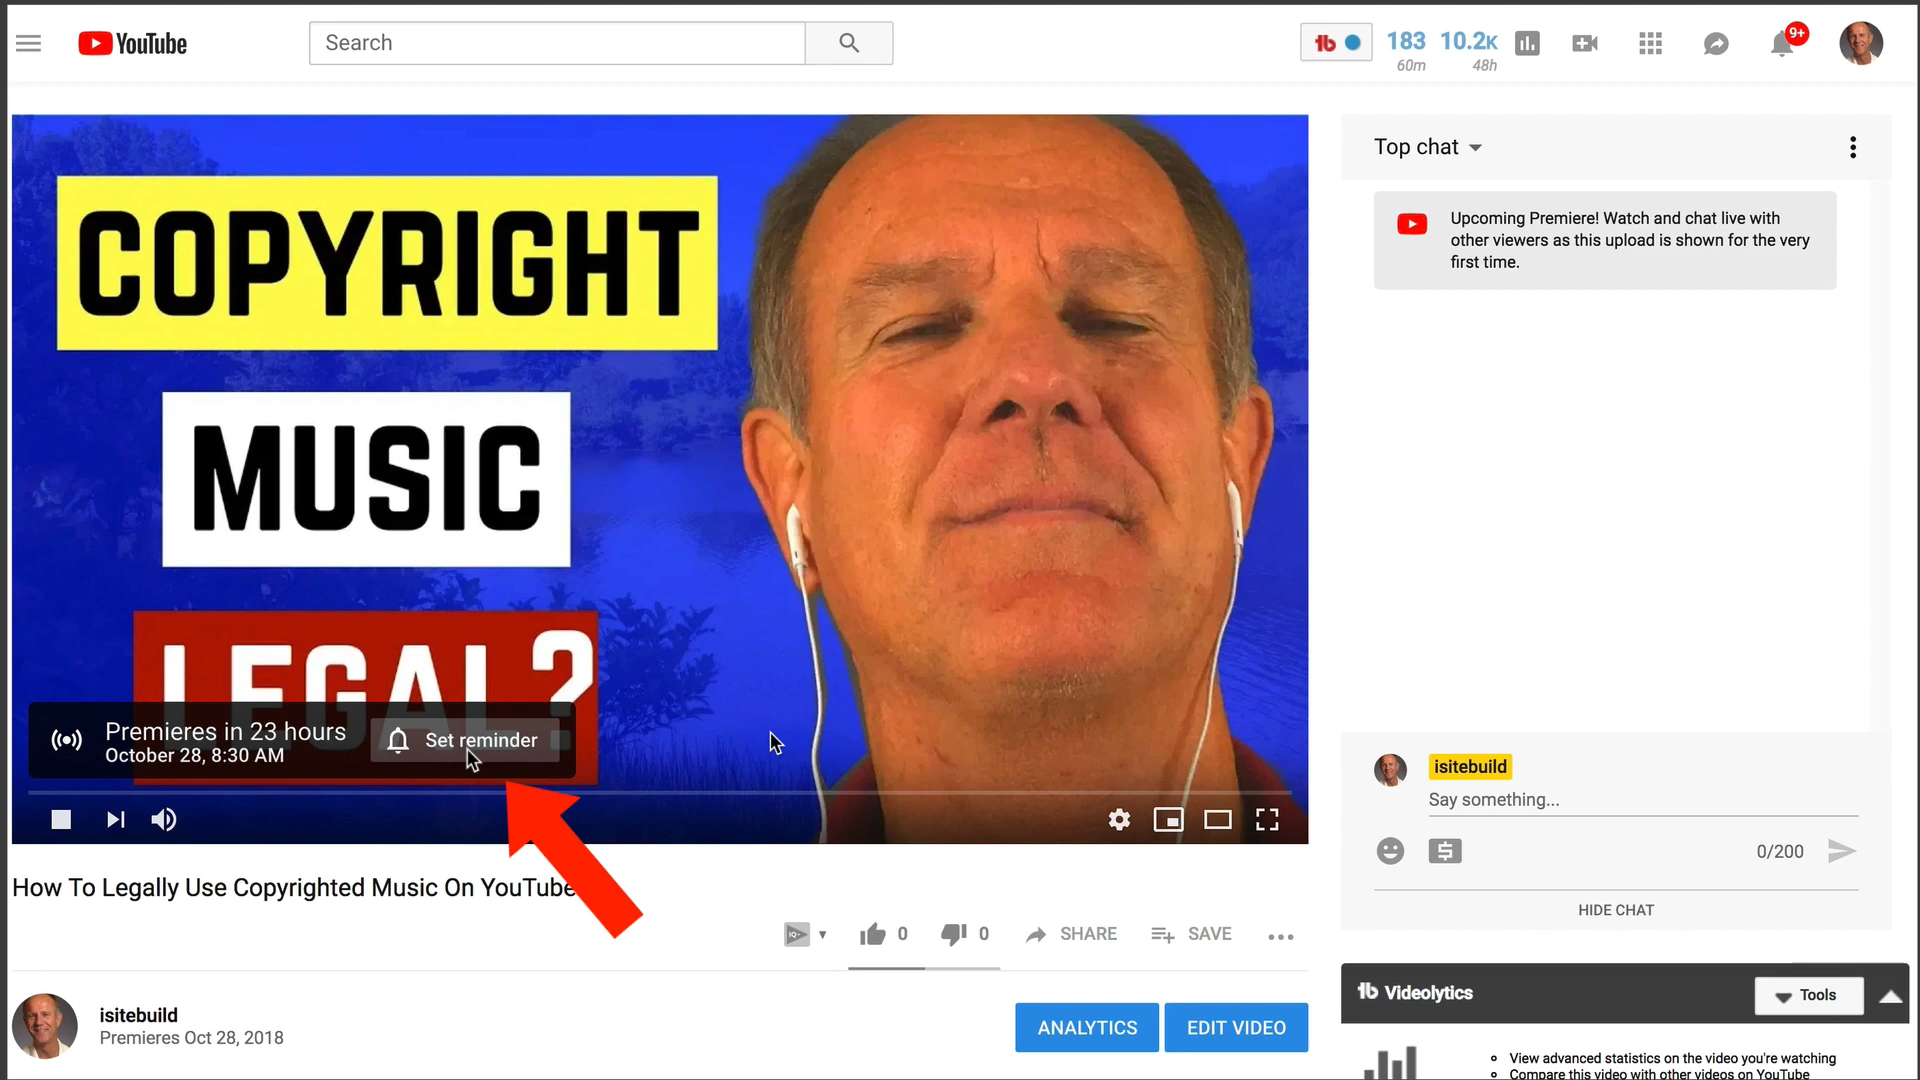 YouTube
Search
183
60m
10.2K
48h
9+
COPYRIGHT
MUSIC
LEGAL?
Premieres in 23 hours
October 28, 8:30 AM
Set reminder
How To Legally Use Copyrighted Music On YouTube
IQ+
0
0
SHARE
SAVE
isitebuild
Premieres Oct 28, 2018
ANALYTICS
EDIT VIDEO
Top chat
Upcoming Premiere! Watch and chat live with
other viewers as this upload is shown for the very
first time.
isitebuild
Say something...
0/200
HIDE CHAT
Videolytics
Tools
View advanced statistics on the video you're watching
Compare this video with other videos on YouTube